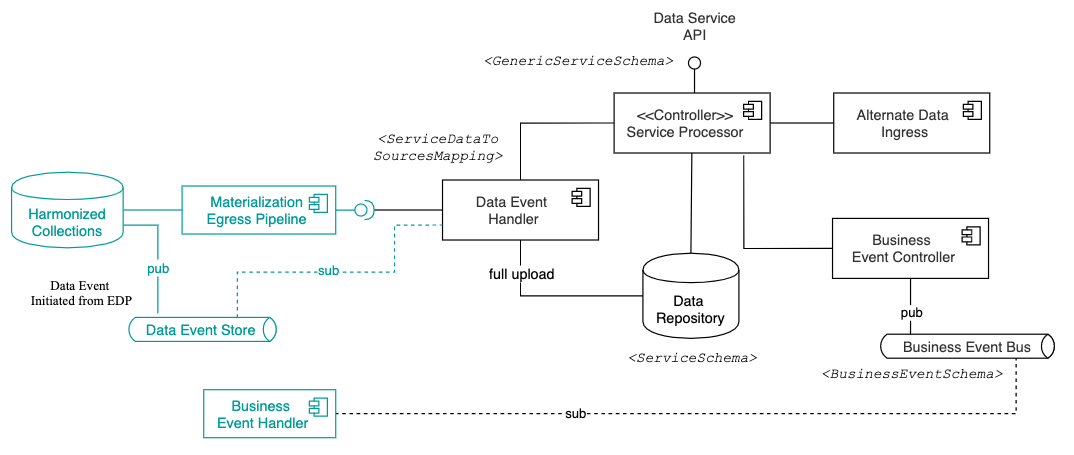 Data Service
API
<GenericServiceSchema>
<<Controller>>
Service Processor
Alternate Data
Ingress
<ServiceDataTo
SourcesMapping>
Harmonized
Collections
Materialization
Egress Pipeline
Data Event
Handler
Business
Event Controller
pub
sub
full upload
Data Event
Initiated from EDP
Data
Repository
pub
Data Event Store
Business Event Bus
<ServiceSchema>
<BusinessEventSchema>
Business
Event Handler
sub